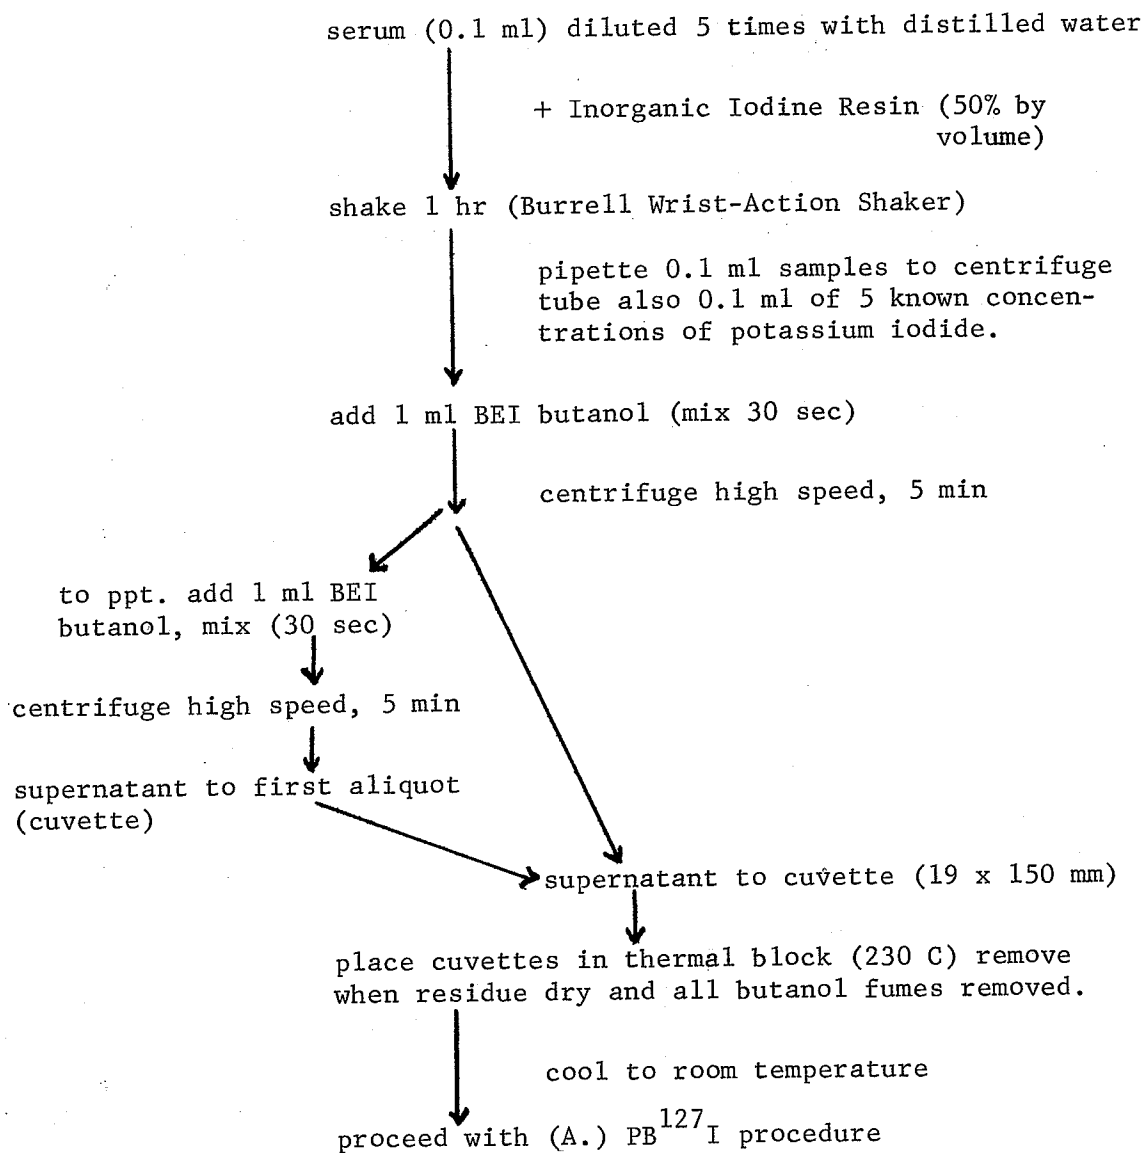 serum (0.1 ml) diluted 5 times with distilled water
+ Inorganic Iodine Resin (50% by
volume)
shake 1 hr (Burrell Wrist-Action Shaker)
pipette 0.1 ml samples to centrifuge
tube also 0.1 ml of 5 known concen-
trations of potassium iodide.
add 1 ml BEI butanol (mix 30 sec)
centrifuge high speed, 5 min
to ppt. add 1 ml BEI
butanol, mix (30 sec)
centrifuge high speed, 5 min
supernatant to first aliquot
(cuvette)
supernatant to cuvette (19 x 150 mm)
place cuvettes in thermal block (230 C) remove
when residue dry and all butanol fumes removed.
cool to room temperature
proceed with (A.) PB¹²⁷I procedure